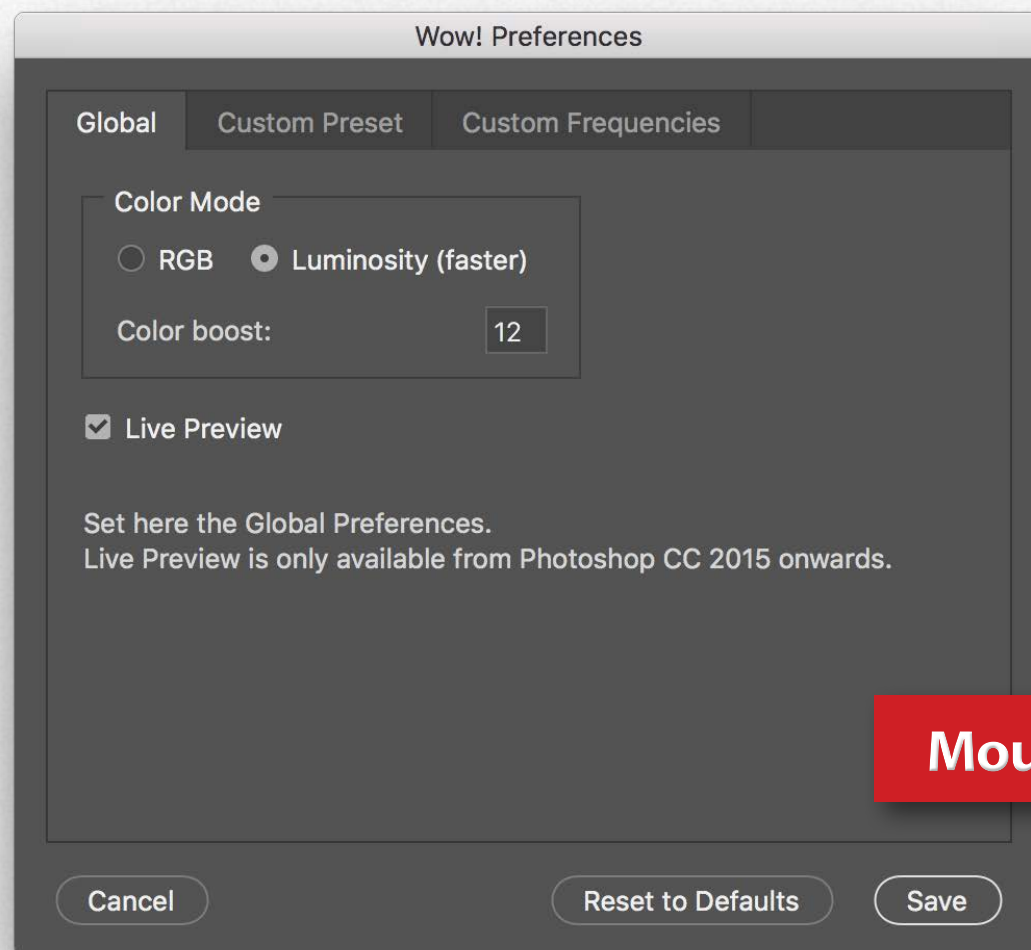 Wow! Preferences
Global Custom Preset Custom Frequencies
Color Mode
RGB Luminosity (faster)
Color boost: 12
Live Preview
Set here the Global Preferences.
Live Preview is only available from Photoshop CC 2015 onwards.
Cancel Reset to Defaults Save